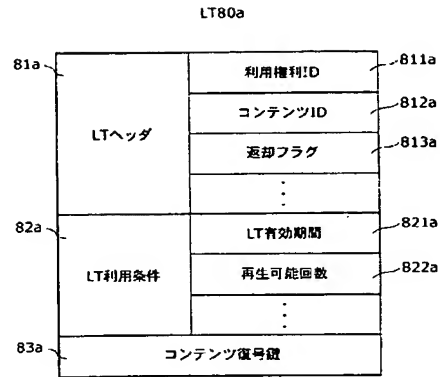 LT80a
81a
LTヘッダ
利用権利ID
811a
コンテンツID
812a
返却フラグ
813a
82a
LT利用条件
LT有効期間
821a
再生可能回数
822a
83a
コンテンツ復号鍵